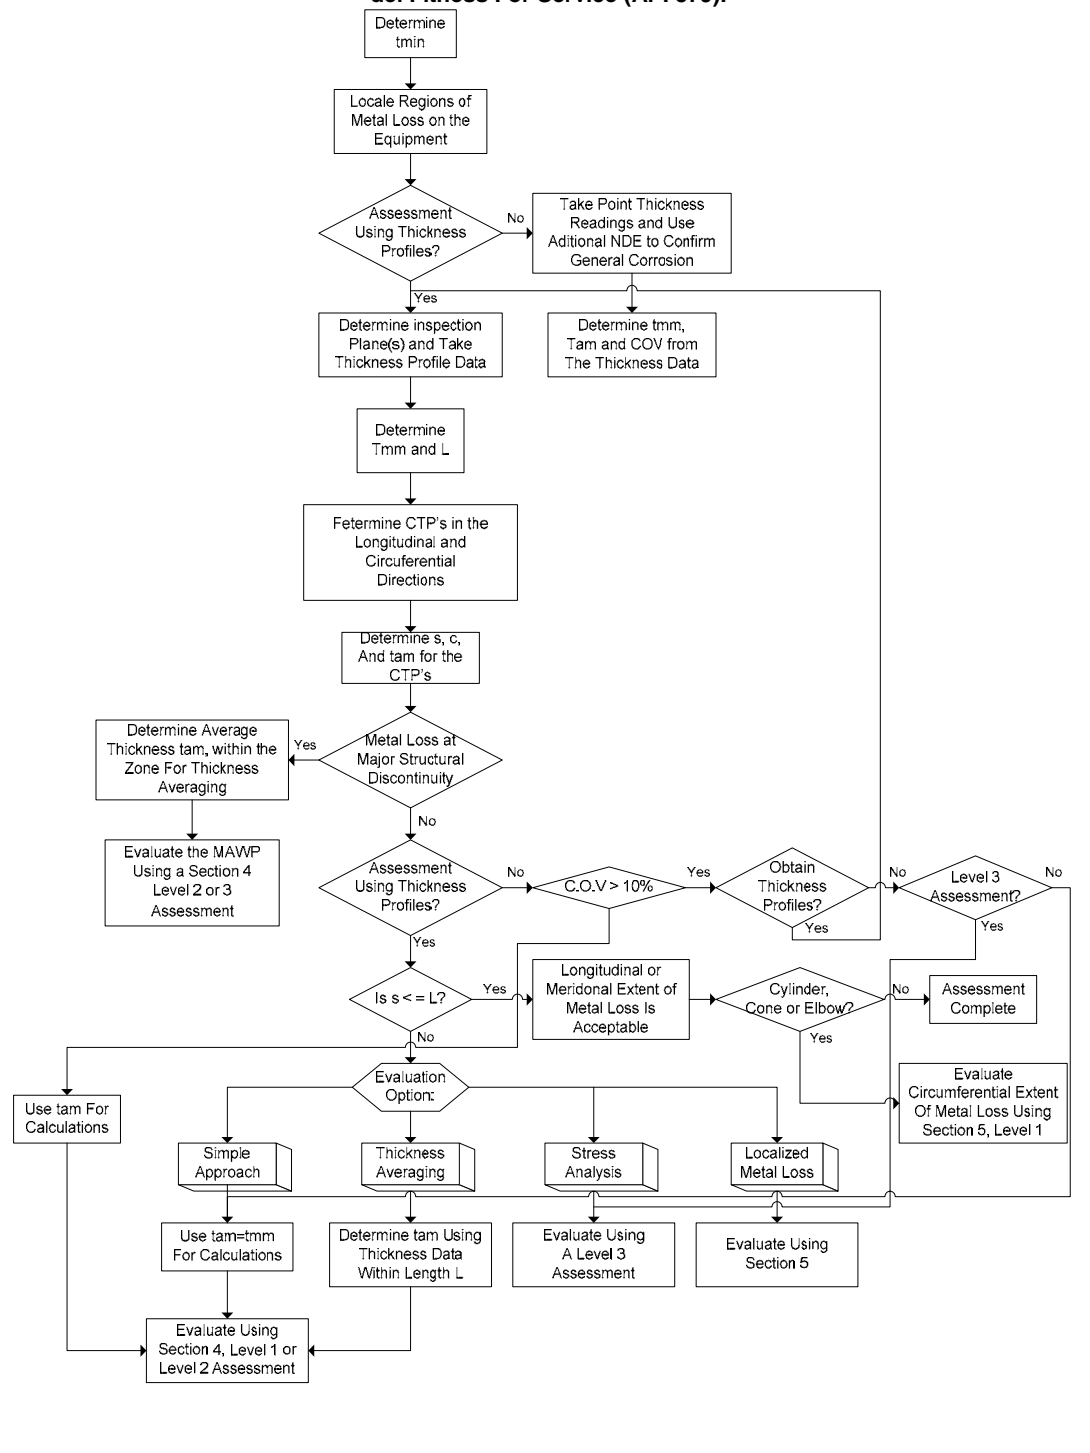 del Fitness For Service (API 579).
Determine
tmin
Locale Regions of
Metal Loss on the
Equipment
Assessment
Using Thickness
Profiles?
No
Take Point Thickness
Readings and Use
Aditional NDE to Confirm
General Corrosion
Yes
Determine inspection
Plane(s) and Take
Thickness Profile Data
Determine tmm,
Tam and COV from
The Thickness Data
Determine
Tmm and L
Fetermine CTP's in the
Longitudinal and
Circuferential
Directions
Determine s, c,
And tam for the
CTP's
Metal Loss at
Major Structural
Discontinuity
Yes
Determine Average
Thickness tam, within the
Zone For Thickness
Averaging
No
Evaluate the MAWP
Using a Section 4
Level 2 or 3
Assessment
Assessment
Using Thickness
Profiles?
No
C.O.V > 10%
Yes
Obtain
Thickness
Profiles?
No
Level 3
Assessment?
No
Yes
Yes
Yes
Is s < = L?
Yes
Longitudinal or
Meridonal Extent of
Metal Loss Is
Acceptable
Cylinder,
Cone or Elbow?
No
Assessment
Complete
No
Yes
Evaluation
Option:
Evaluate
Circumferential Extent
Of Metal Loss Using
Section 5, Level 1
Use tam For
Calculations
Simple
Approach
Thickness
Averaging
Stress
Analysis
Localized
Metal Loss
Use tam=tmm
For Calculations
Determine tam Using
Thickness Data
Within Length L
Evaluate Using
A Level 3
Assessment
Evaluate Using
Section 5
Evaluate Using
Section 4, Level 1 or
Level 2 Assessment